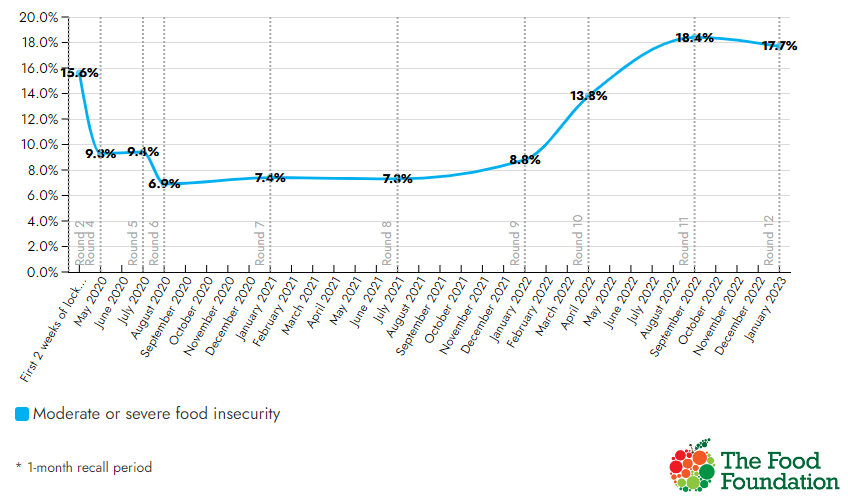 20.0%
18.0%
16.0%
14.0%
12.0%
10.0%
8.0%
6.0%
4.0%
2.0%
0.0%
15.6%
9.3%
9.4%
6.9%
7.4%
7.3%
8.8%
13.8%
18.4%
17.7%
Round 2
Round 4
Round 5
Round 6
Round 7
Round 8
Round 9
Round 10
Round 11
Round 12
First 2 weeks of lock...
May 2020
June 2020
July 2020
August 2020
September 2020
October 2020
November 2020
December 2020
January 2021
February 2021
March 2021
April 2021
May 2021
June 2021
July 2021
August 2021
September 2021
October 2021
November 2021
December 2021
January 2022
February 2022
March 2022
April 2022
May 2022
June 2022
July 2022
August 2022
September 2022
October 2022
November 2022
December 2022
January 2023
Moderate or severe food insecurity
* 1-month recall period
The Food
Foundation